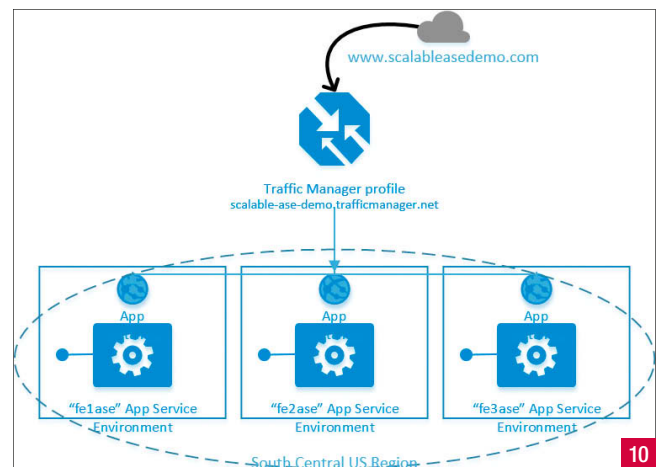 www.scalableasedemo.com
Traffic Manager profile
scalable-ase-demo.trafficmanager.net
App
App
App
"fe1ase" App Service
Environment
"fe2ase" App Service
Environment
"fe3ase" App Service
Environment
South Central US Region
10